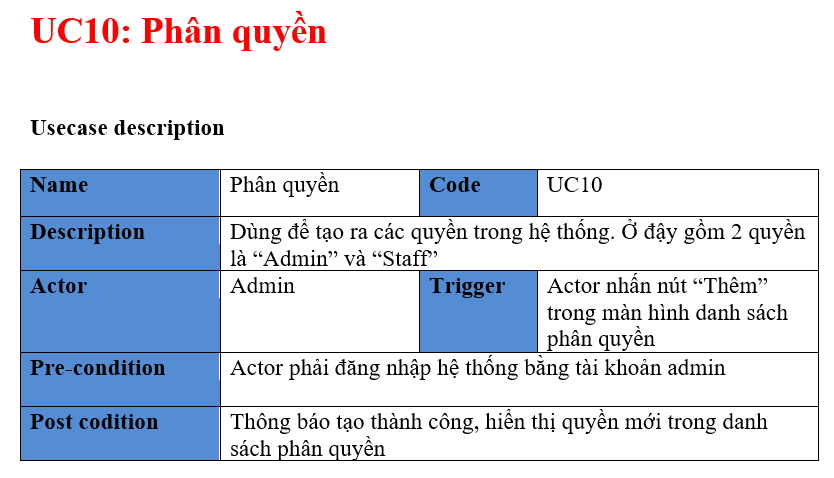 UC10: Phân quyền
Usecase description
Name Phân quyền Code UC10
Description Dùng để tạo ra các quyền trong hệ thống. Ở đậy gồm 2 quyền
là “Admin” và “Staff”
Actor Admin Trigger Actor nhấn nút “Thêm”
trong màn hình danh sách
phân quyền
Pre-condition Actor phải đăng nhập hệ thống bằng tài khoản admin
Post codition Thông báo tạo thành công, hiển thị quyền mới trong danh
sách phân quyền